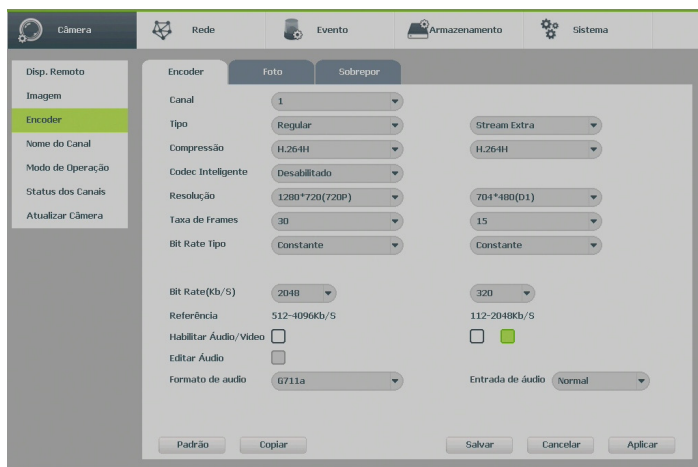 Câmera
Rede
Evento
Armazenamento
Sistema
Disp. Remoto
Imagem
Encoder
Nome do Canal
Modo de Operação
Status dos Canais
Atualizar Câmera
Encoder
Foto
Sobrepor
Canal 1
Tipo Regular Stream Extra
Compressão H.264H H.264H
Codec Inteligente Desabilitado
Resolução 1280*720(720P) 704*480(D1)
Taxa de Frames 30 15
Bit Rate Tipo Constante Constante
Bit Rate(Kb/S) 2048 320
Referência 512-4096Kb/S 112-2048Kb/S
Habilitar Áudio/Video
Editar Áudio
Formato de audio G711a Entrada de áudio Normal
Padrão Copiar Salvar Cancelar Aplicar